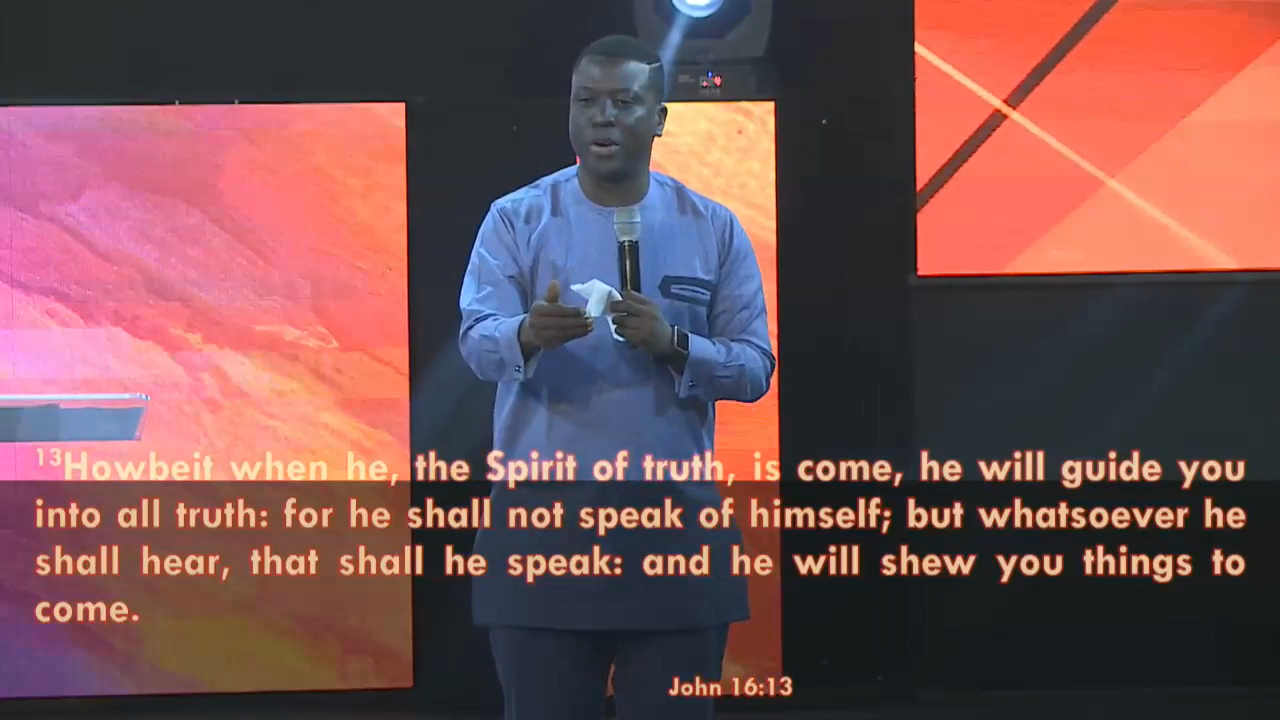 13Howbeit when he, the Spirit of truth, is come, he will guide you
into all truth: for he shall not speak of himself; but whatsoever he
shall hear, that shall he speak: and he will shew you things to
come.
John 16:13